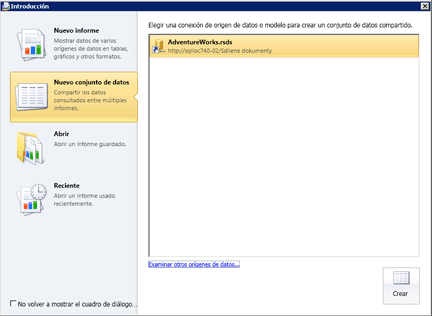 Introducción
Nuevo informe
Mostrar datos de varios
orígenes de datos en tablas,
gráficos y otros formatos.
Nuevo conjunto de datos
Compartir los datos
consultados entre múltiples
informes.
Abrir
Abrir un informe guardado.
Reciente
Abrir un informe usado
recientemente.
No volver a mostrar el cuadro de diálogo...
Elegir una conexión de origen de datos o modelo para crear un conjunto de datos compartido.
AdventureWorks.rsds
http://sqlioc740-02/Sdilene dokumenty
Examinar otros orígenes de datos...
Crear